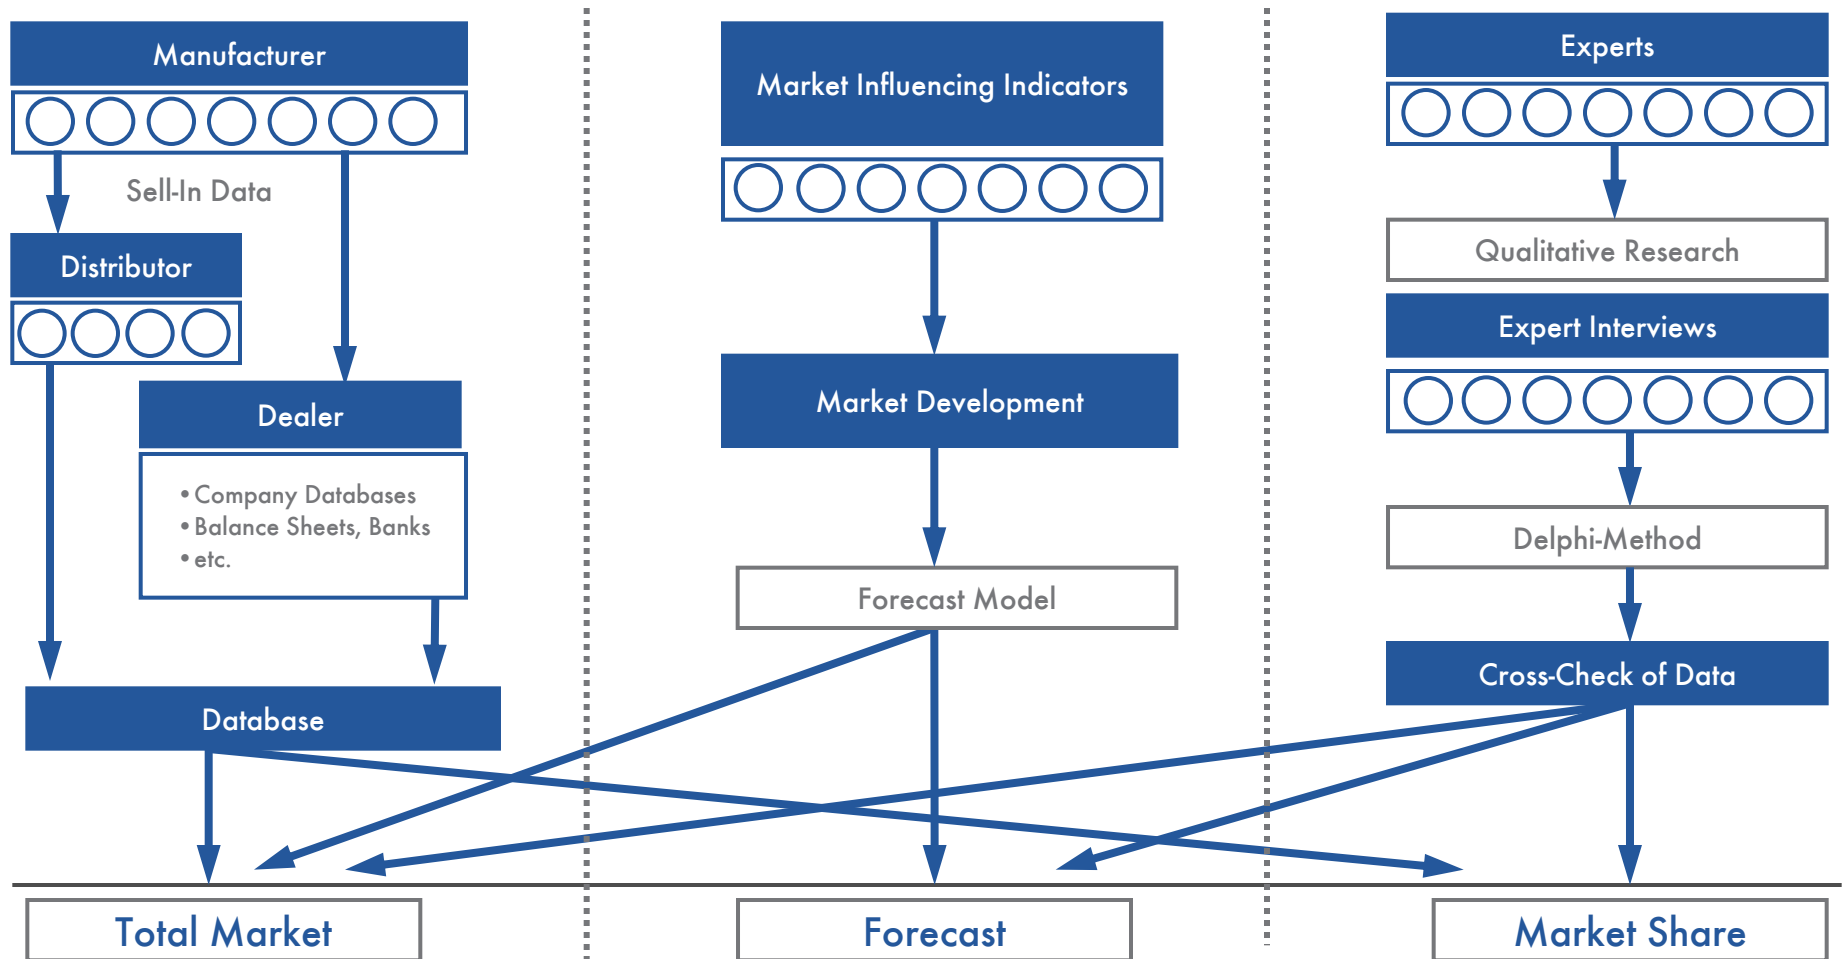 Manufacturer
Sell-In Data
Distributor
Dealer
•Company Databases
•Balance Sheets, Banks
•etc.
Database
Total Market
Market Influencing Indicators
Market Development
Forecast Model
Forecast
Experts
Qualitative Research
Expert Interviews
Delphi-Method
Cross-Check of Data
Market Share